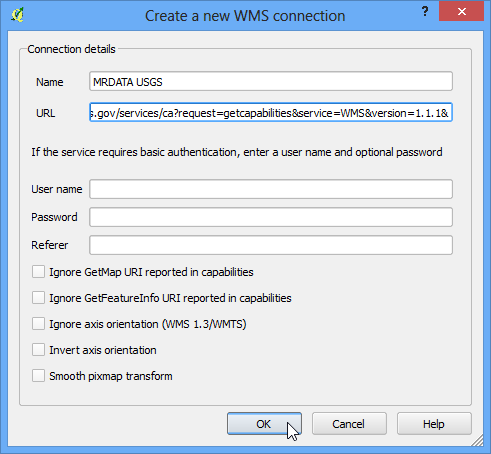 Create a new WMS connection
Connection details
Name MRDATA USGS
URL s.gov/services/ca?request=getcapabilities&service=WMS&version=1.1.1&
If the service requires basic authentication, enter a user name and optional password
User name
Password
Referer
Ignore GetMap URI reported in capabilities
Ignore GetFeatureInfo URI reported in capabilities
Ignore axis orientation (WMS 1.3/WMTS)
Invert axis orientation
Smooth pixmap transform
OK Cancel Help